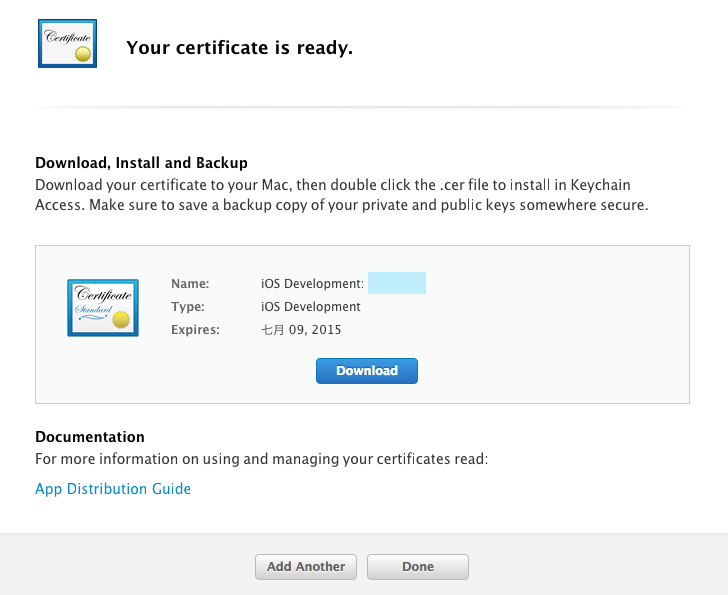 Certificate
Your certificate is ready.
Download, Install and Backup
Download your certificate to your Mac, then double click the .cer file to install in Keychain
Access. Make sure to save a backup copy of your private and public keys somewhere secure.
Certificate
Standard
Name: iOS Development:
Type: iOS Development
Expires: 七月 09, 2015
Download
Documentation
For more information on using and managing your certificates read:
App Distribution Guide
Add Another Done